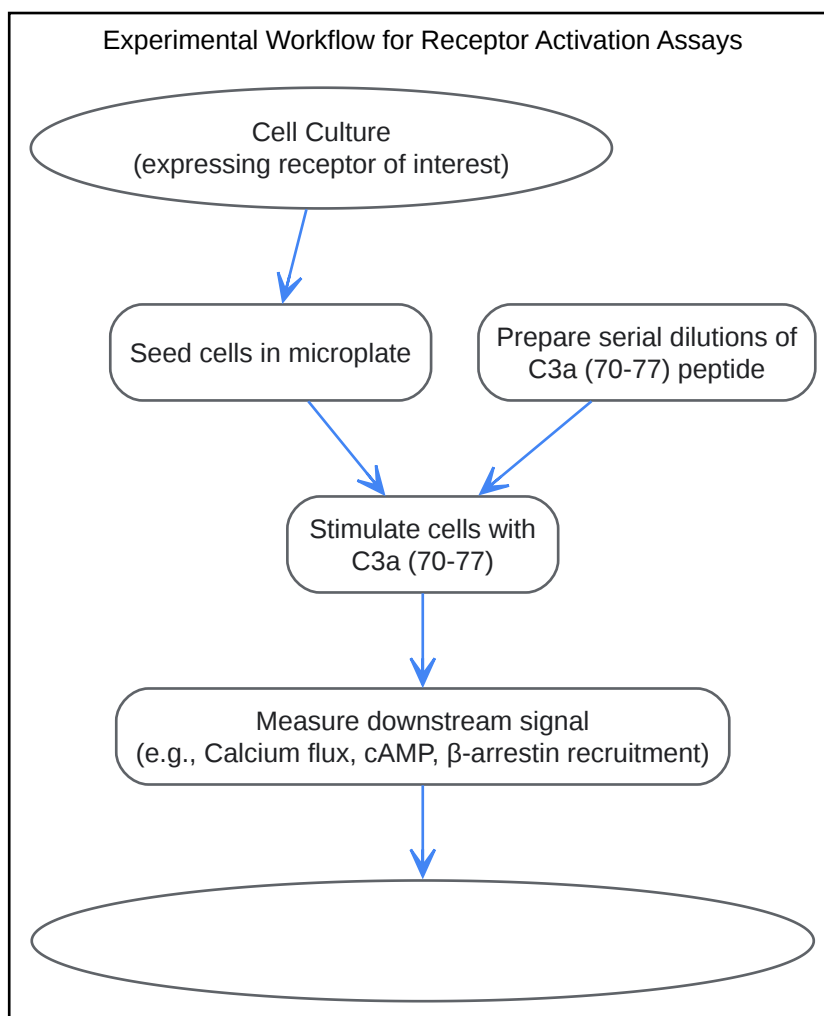 Experimental Workflow for Receptor Activation Assays
Cell Culture
(expressing receptor of interest)
Seed cells in microplate
Prepare serial dilutions of
C3a (70-77) peptide
Stimulate cells with
C3a (70-77)
Measure downstream signal
(e.g., Calcium flux, cAMP, β-arrestin recruitment)